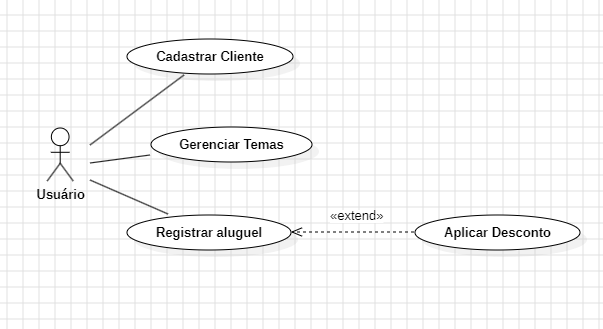 Cadastrar Cliente
Gerenciar Temas
Usuário
«extend»
Registrar aluguel
Aplicar Desconto